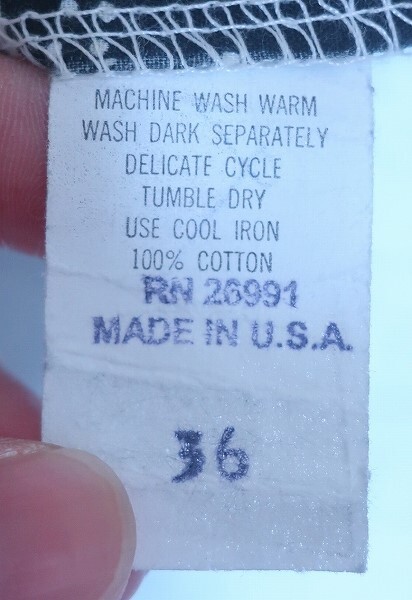 MACHINE WASH WARM
WASH DARK SEPARATELY
DELICATE CYCLE
TUMBLE DRY
USE COOL IRON
100% COTTON
RN 26991
MADE IN U.S.A.
36